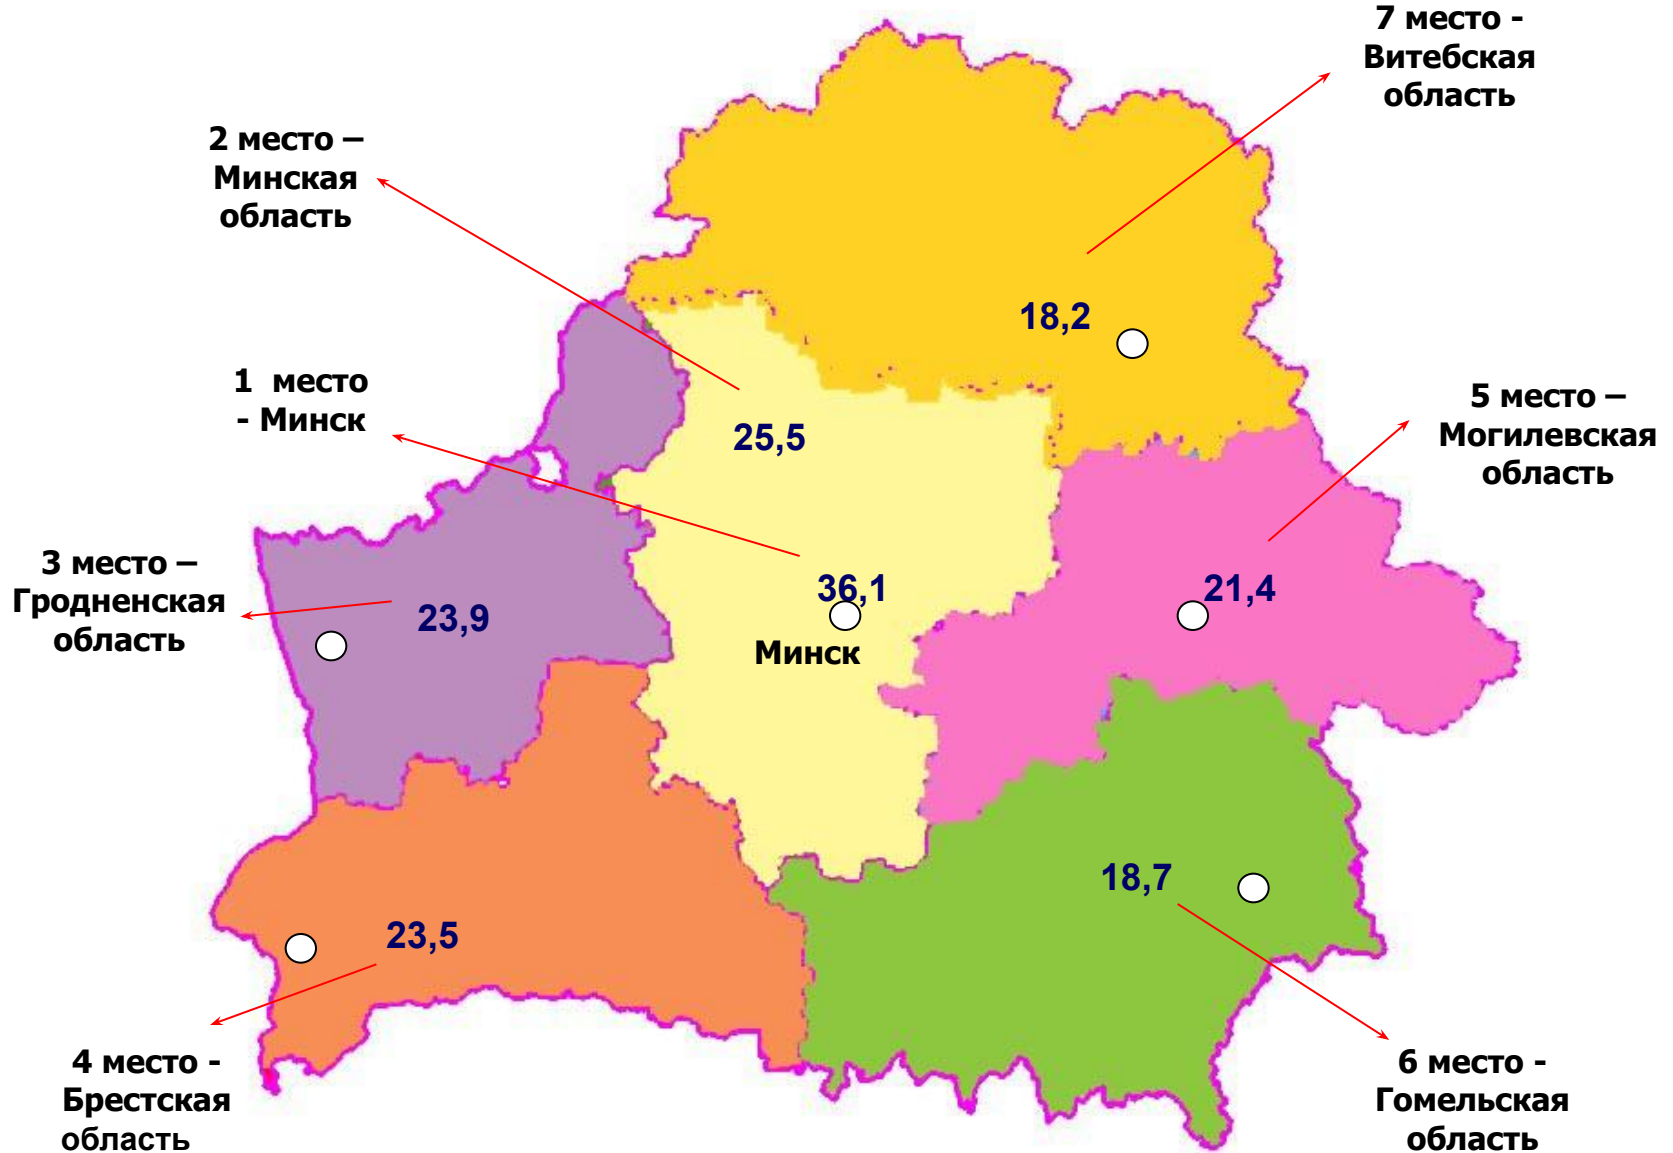 7 место -
Витебская
область
2 место –
Минская
область
18,2
1 место
- Минск
5 место –
Могилевская
область
25,5
3 место –
Гродненская
область
36,1
21,4
23,9
Минск
18,7
23,5
4 место -
Брестская
область
6 место -
Гомельская
область